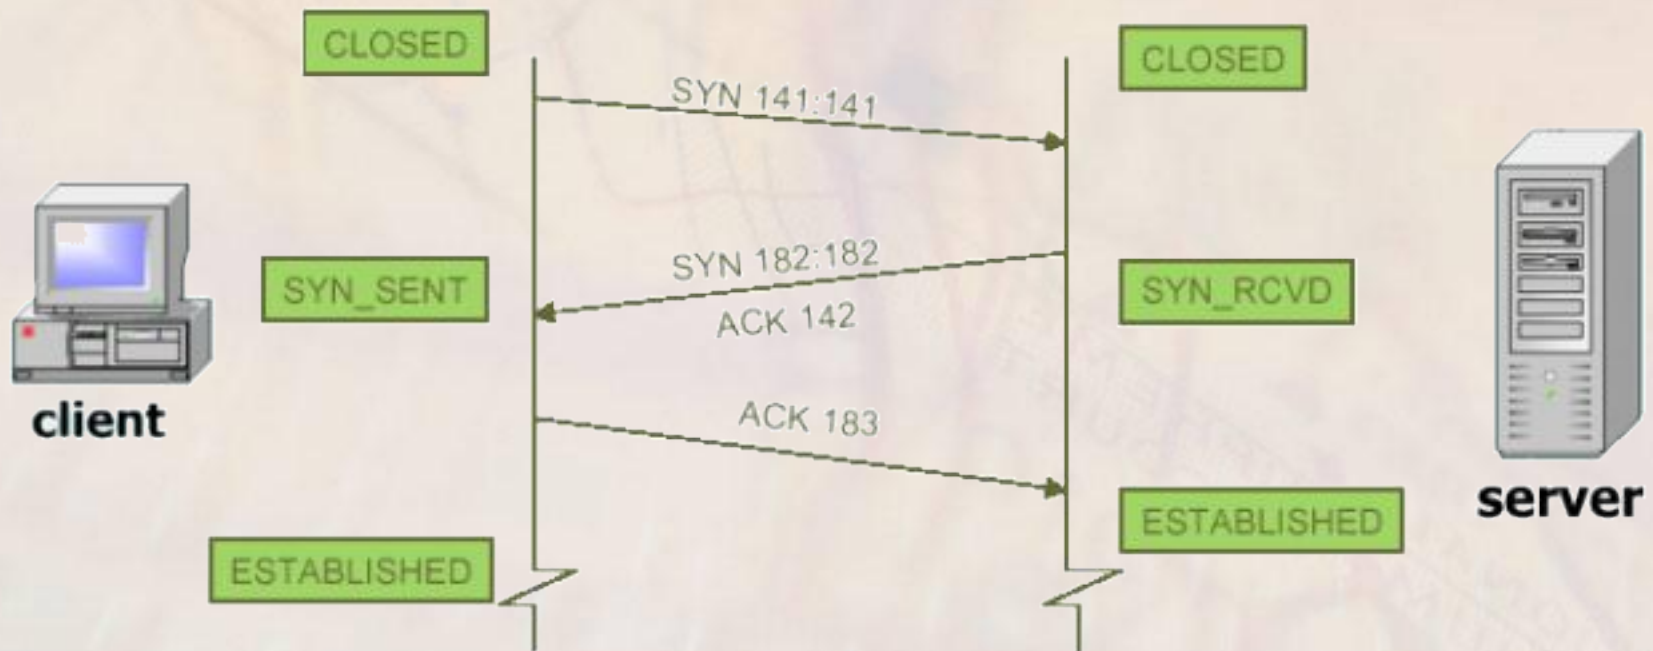 CLOSED
CLOSED
SYN 141:141
SYN_SENT
SYN 182:182
ACK 142
SYN_RCVD
client
ACK 183
server
ESTABLISHED
ESTABLISHED